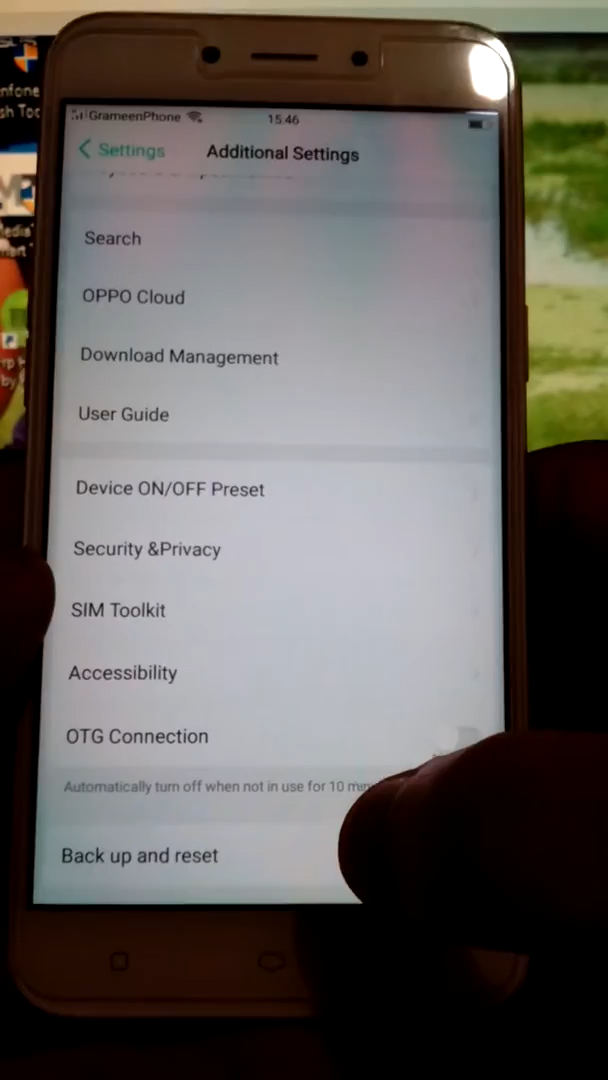 GrameenPhone
15:46
Settings
Additional Settings
Search
OPPO Cloud
Download Management
User Guide
Device ON/OFF Preset
Security &Privacy
SIM Toolkit
Accessibility
OTG Connection
Automatically turn off when not in use for 10
Back up and reset